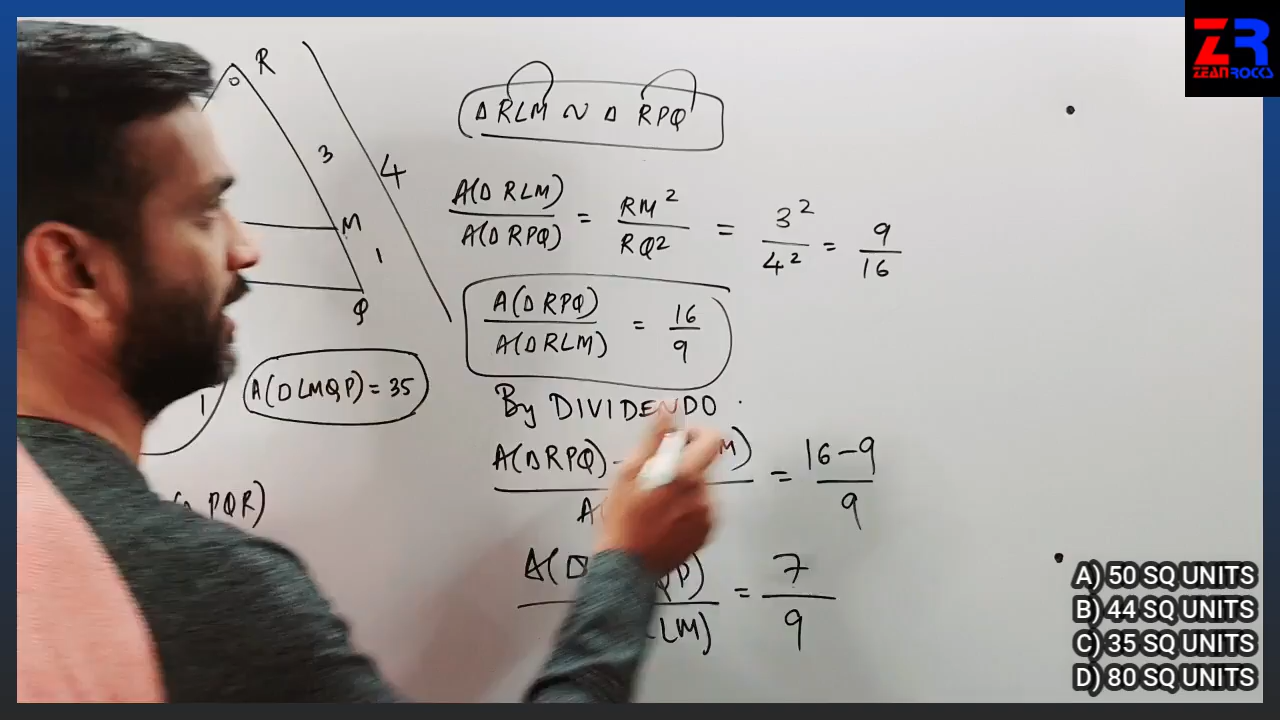 ZR
ZEAN ROCKS
R
3
4
M
1
Q
A(□ LMQP) = 35
1
PQR)
Δ RLM ~ Δ RPQ
A(Δ RLM) / A(Δ RPQ) = RM² / RQ² = 3² / 4² = 9 / 16
A(Δ RPQ) / A(Δ RLM) = 16 / 9
By DIVIDENDO
A(Δ RPQ) - M) / A( = 16 - 9 / 9
A(□ QP) / LM) = 7 / 9
A) 50 SQ UNITS
B) 44 SQ UNITS
C) 35 SQ UNITS
D) 80 SQ UNITS